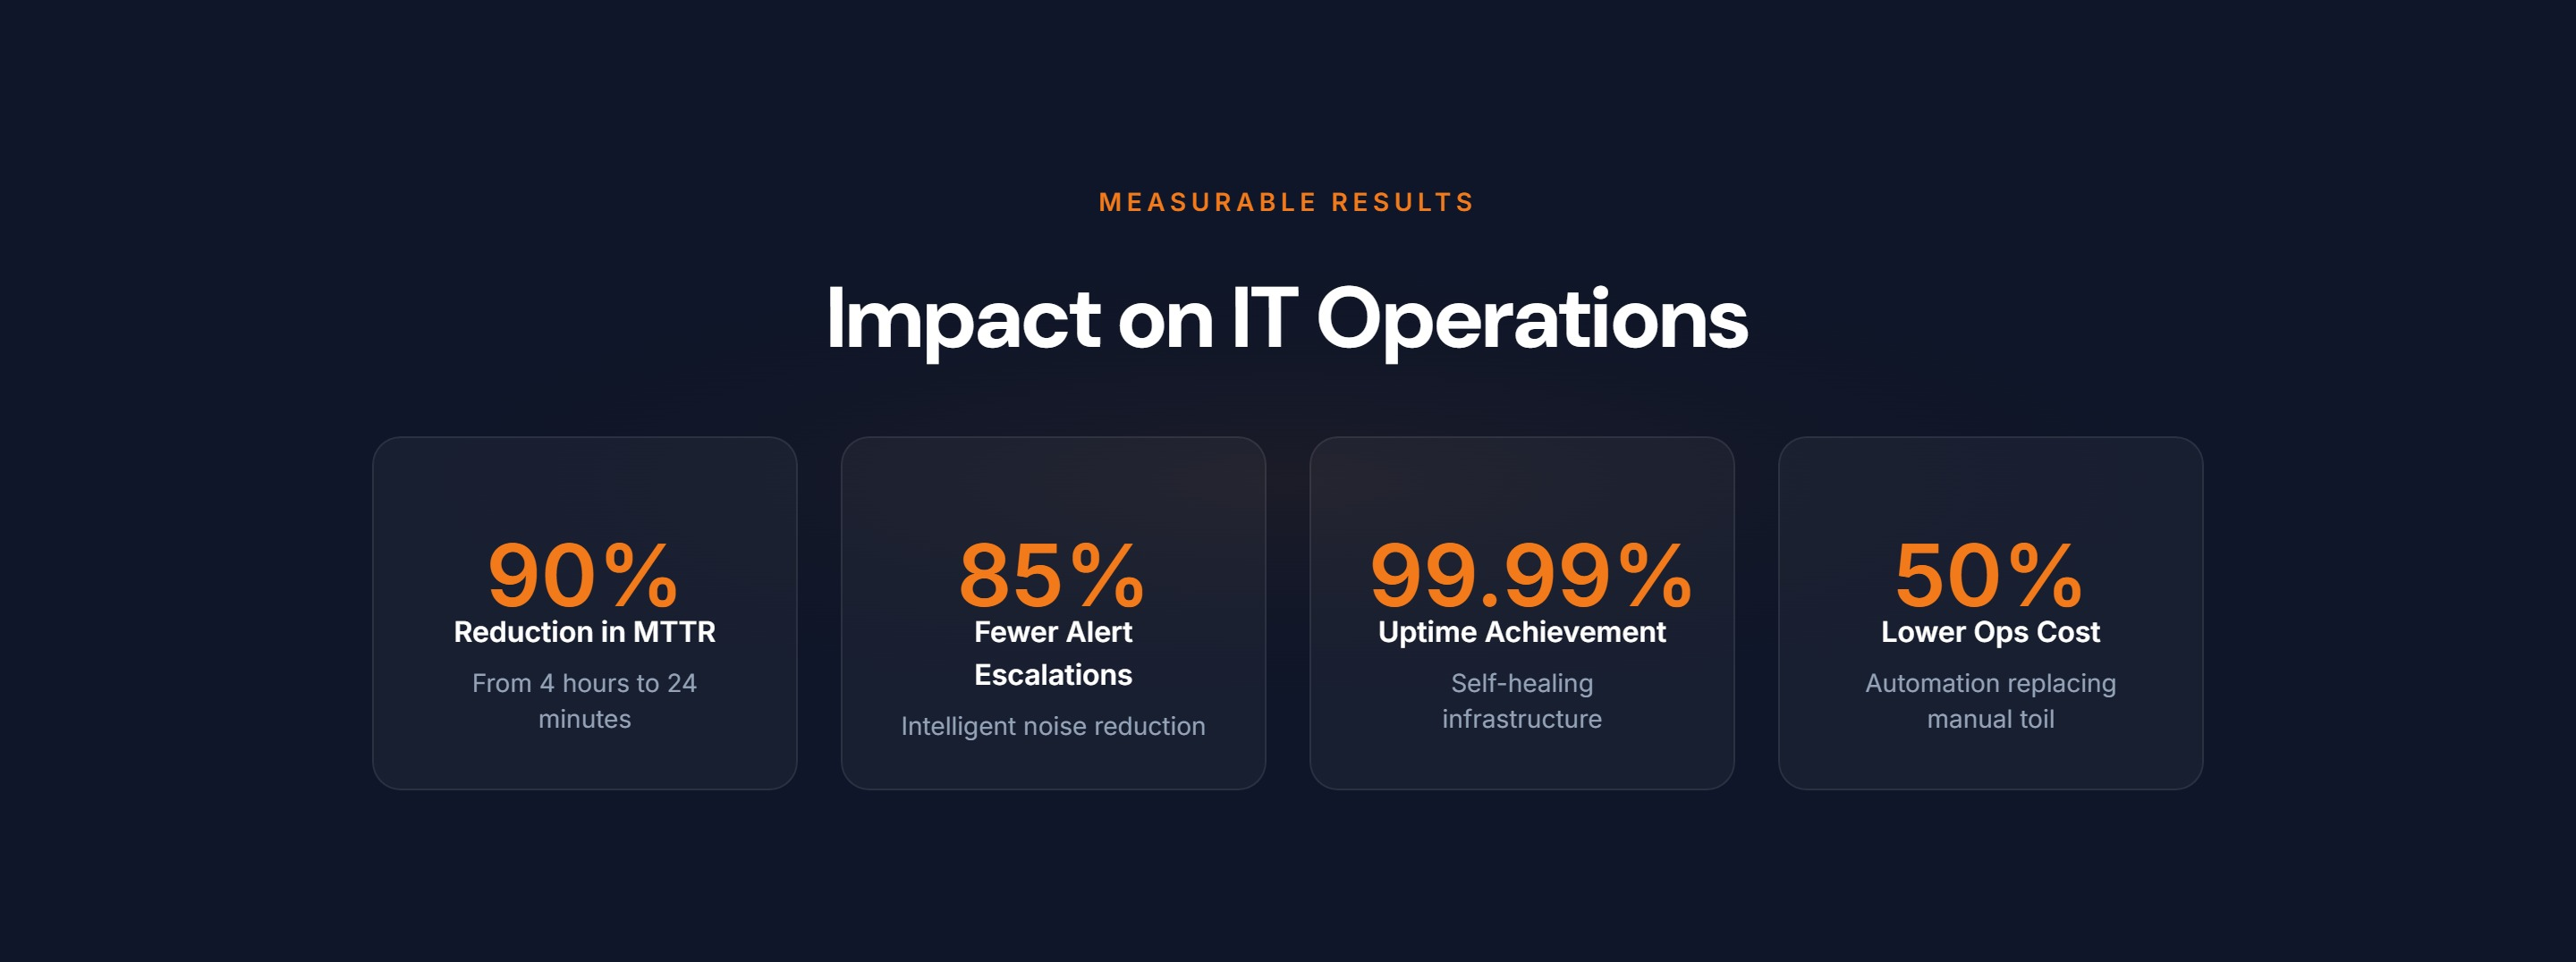 MEASURABLE RESULTS
Impact on IT Operations
90%
Reduction in MTTR
From 4 hours to 24
minutes
85%
Fewer Alert
Escalations
Intelligent noise reduction
99.99%
Uptime Achievement
Self-healing
infrastructure
50%
Lower Ops Cost
Automation replacing
manual toil